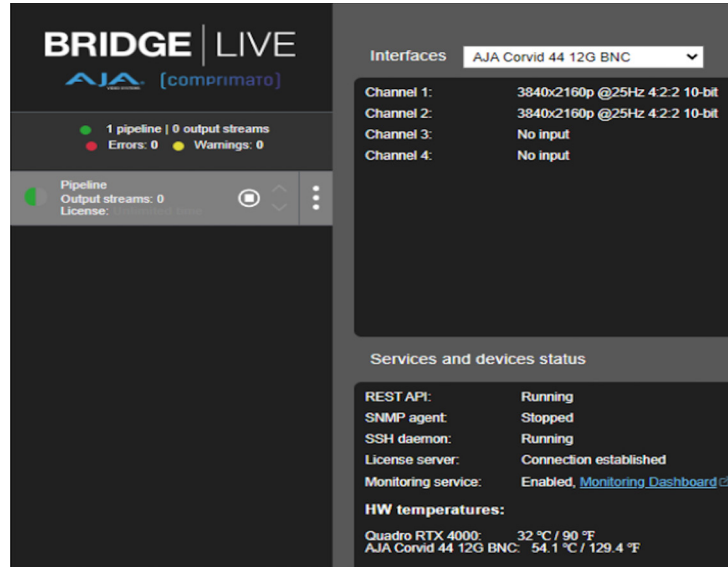 BRIDGE | LIVE
AJA VIDEO SYSTEMS [comprimato]
1 pipeline | 0 output streams
Errors: 0 Warnings: 0
Pipeline
Output streams: 0
License: Unlimited time
Interfaces AJA Corvid 44 12G BNC
Channel 1: 3840x2160p @25Hz 4:2:2 10-bit
Channel 2: 3840x2160p @25Hz 4:2:2 10-bit
Channel 3: No input
Channel 4: No input
Services and devices status
REST API: Running
SNMP agent: Stopped
SSH daemon: Running
License server: Connection established
Monitoring service: Enabled, Monitoring Dashboard
HW temperatures:
Quadro RTX 4000: 32 °C / 90 °F
AJA Corvid 44 12G BNC: 54.1 °C / 129.4 °F